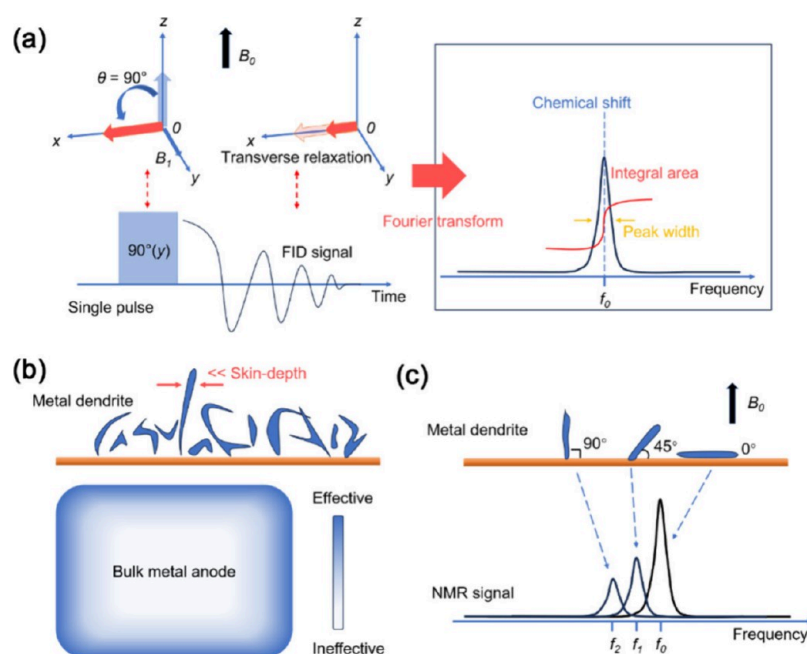 (a)
z
B₀
z
θ = 90°
x
0
B₁
y
x
0
Transverse relaxation
y
90°(y)
FID signal
Time
Single pulse
Fourier transform
Chemical shift
Integral area
Peak width
Frequency
f₀
(b)
<< Skin-depth
Metal dendrite
Effective
Bulk metal anode
Ineffective
(c)
B₀
Metal dendrite
90°
45°
0°
NMR signal
f₂
f₁
f₀
Frequency